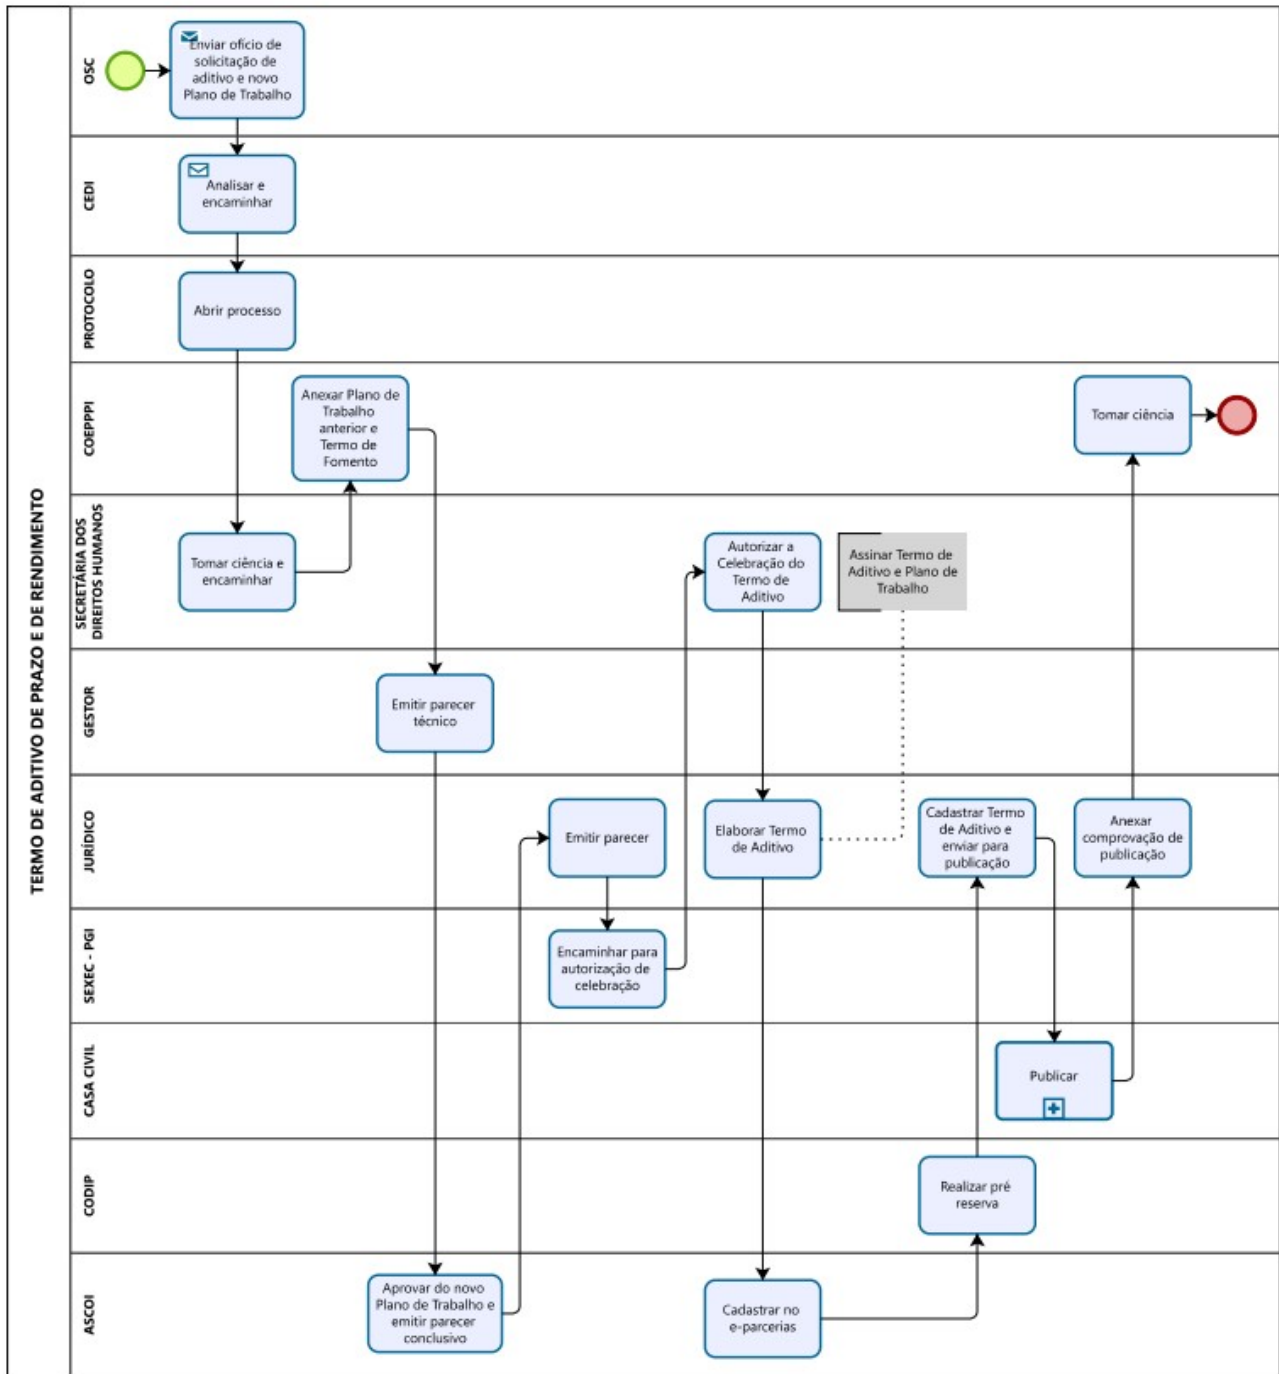 TERMO DE ADITIVO DE PRAZO E DE RENDIMENTO
OSC
Enviar ofício de
solicitação de
aditivo e novo
Plano de Trabalho
CEDI
Analisar e
encaminhar
PROTOCOLO
Abrir processo
COEPPPI
Anexar Plano de
Trabalho
anterior e
Termo de
Fomento
Tomar ciência
SECRETÁRIA DOS
DIREITOS HUMANOS
Tomar ciência e
encaminhar
Autorizar a
Celebração do
Termo de
Aditivo
Assinar Termo de
Aditivo e Plano de
Trabalho
GESTOR
Emitir parecer
técnico
JURÍDICO
Emitir parecer
Elaborar Termo
de Aditivo
Cadastrar Termo
de Aditivo e
enviar para
publicação
Anexar
comprovação de
publicação
SEXEC - PGI
Encaminhar para
autorização de
celebração
CASA CIVIL
Publicar
CODIP
Realizar pré
reserva
ASCOI
Aprovar do novo
Plano de Trabalho e
emitir parecer
conclusivo
Cadastrar no
e-parcerias